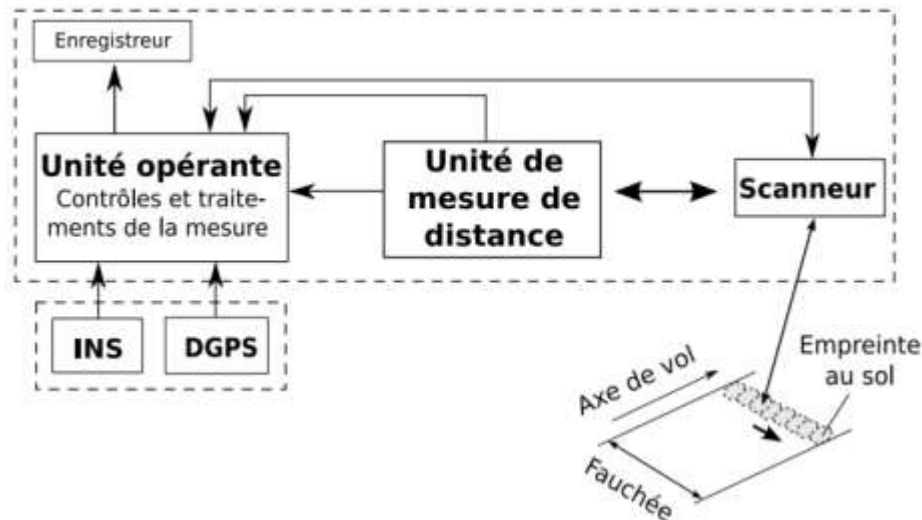 Enregistreur
Unité opérante
Contrôles et traite-
ments de la mesure
Unité de
mesure de
distance
Scanneur
INS
DGPS
Axe de vol
Empreinte
au sol
Fauchée